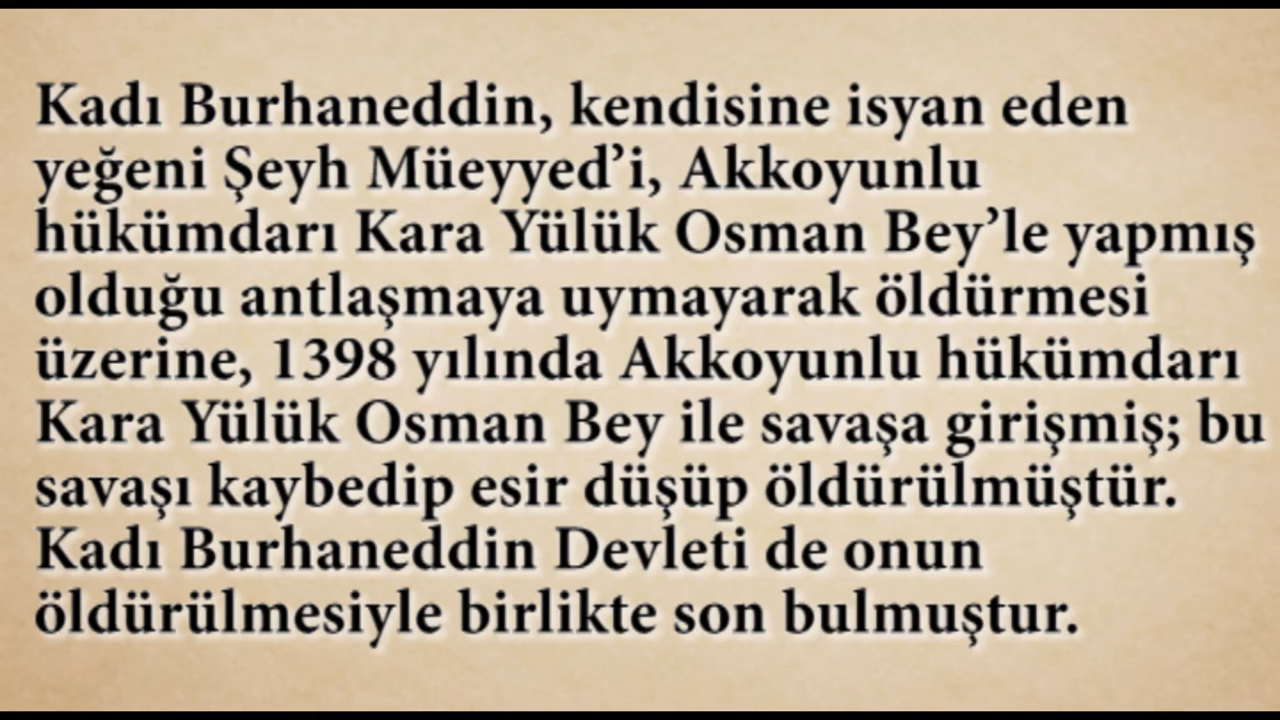 Kadı Burhaneddin, kendisine isyan eden
yeğeni Şeyh Müeyyed’i, Akkoyunlu
hükümdarı Kara Yülük Osman Bey’le yapmış
olduğu antlaşmaya uymayarak öldürmesi
üzerine, 1398 yılında Akkoyunlu hükümdarı
Kara Yülük Osman Bey ile savaşa girişmiş; bu
savaşı kaybedip esir düşüp öldürülmüştür.
Kadı Burhaneddin Devleti de onun
öldürülmesiyle birlikte son bulmuştur.